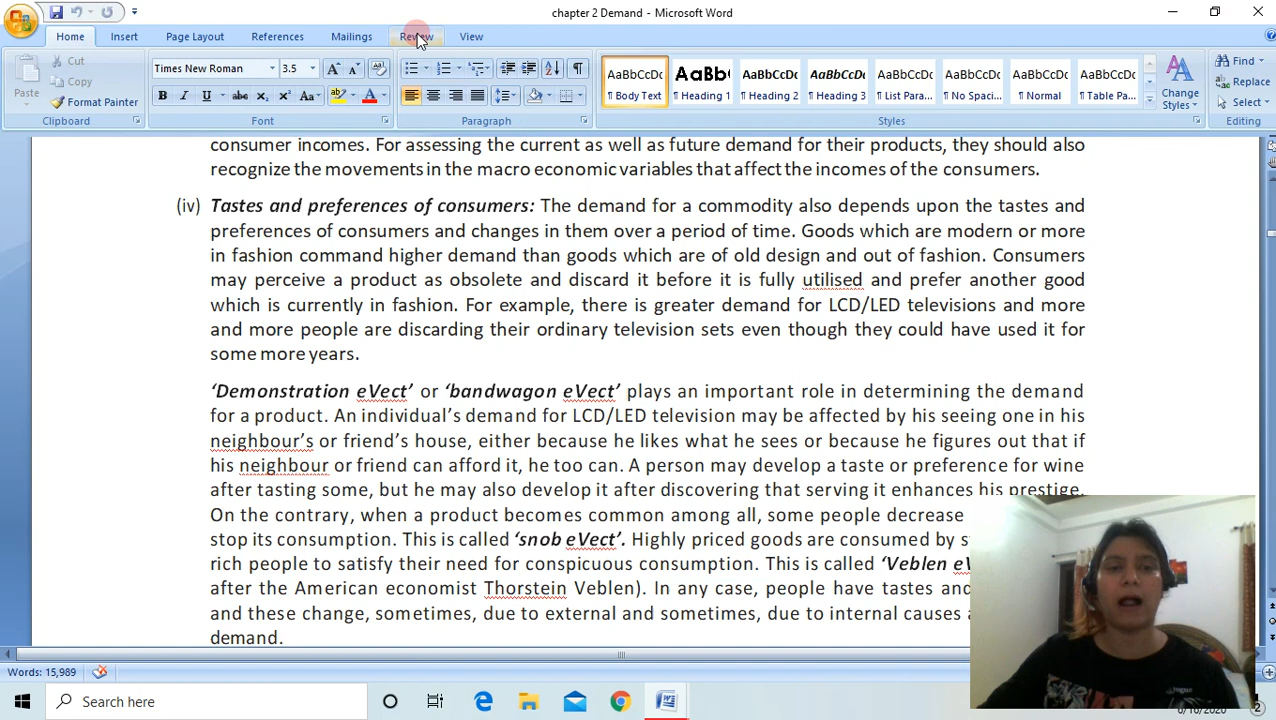 chapter 2 Demand - Microsoft Word
Home Insert Page Layout References Mailings Review View
Cut
Copy
Format Painter
Paste
Clipboard
Times New Roman 3.5
Font
Paragraph
AaBbCcDc AaBb( AaBbCc AaBbCcDc AaBbCcDc AaBbCcDc AaBbCcDc AaBbCcDc
¶ Body Text ¶ Heading 1 ¶ Heading 2 ¶ Heading 3 ¶ List Para... ¶ No Spaci... ¶ Normal ¶ Table Pa...
Change
Styles
Styles
Find
Replace
Select
Editing
consumer incomes. For assessing the current as well as future demand for their products, they should also
recognize the movements in the macro economic variables that affect the incomes of the consumers.
(iv) Tastes and preferences of consumers: The demand for a commodity also depends upon the tastes and
preferences of consumers and changes in them over a period of time. Goods which are modern or more
in fashion command higher demand than goods which are of old design and out of fashion. Consumers
may perceive a product as obsolete and discard it before it is fully utilised and prefer another good
which is currently in fashion. For example, there is greater demand for LCD/LED televisions and more
and more people are discarding their ordinary television sets even though they could have used it for
some more years.
‘Demonstration eVect’ or ‘bandwagon eVect’ plays an important role in determining the demand
for a product. An individual’s demand for LCD/LED television may be affected by his seeing one in his
neighbour’s or friend’s house, either because he likes what he sees or because he figures out that if
his neighbour or friend can afford it, he too can. A person may develop a taste or preference for wine
after tasting some, but he may also develop it after discovering that serving it enhances his prestige.
On the contrary, when a product becomes common among all, some people decrease
stop its consumption. This is called ‘snob eVect’. Highly priced goods are consumed by
rich people to satisfy their need for conspicuous consumption. This is called ‘Veblen
after the American economist Thorstein Veblen). In any case, people have tastes
and these change, sometimes, due to external and sometimes, due to internal causes
demand.
Words: 15,989
Search here